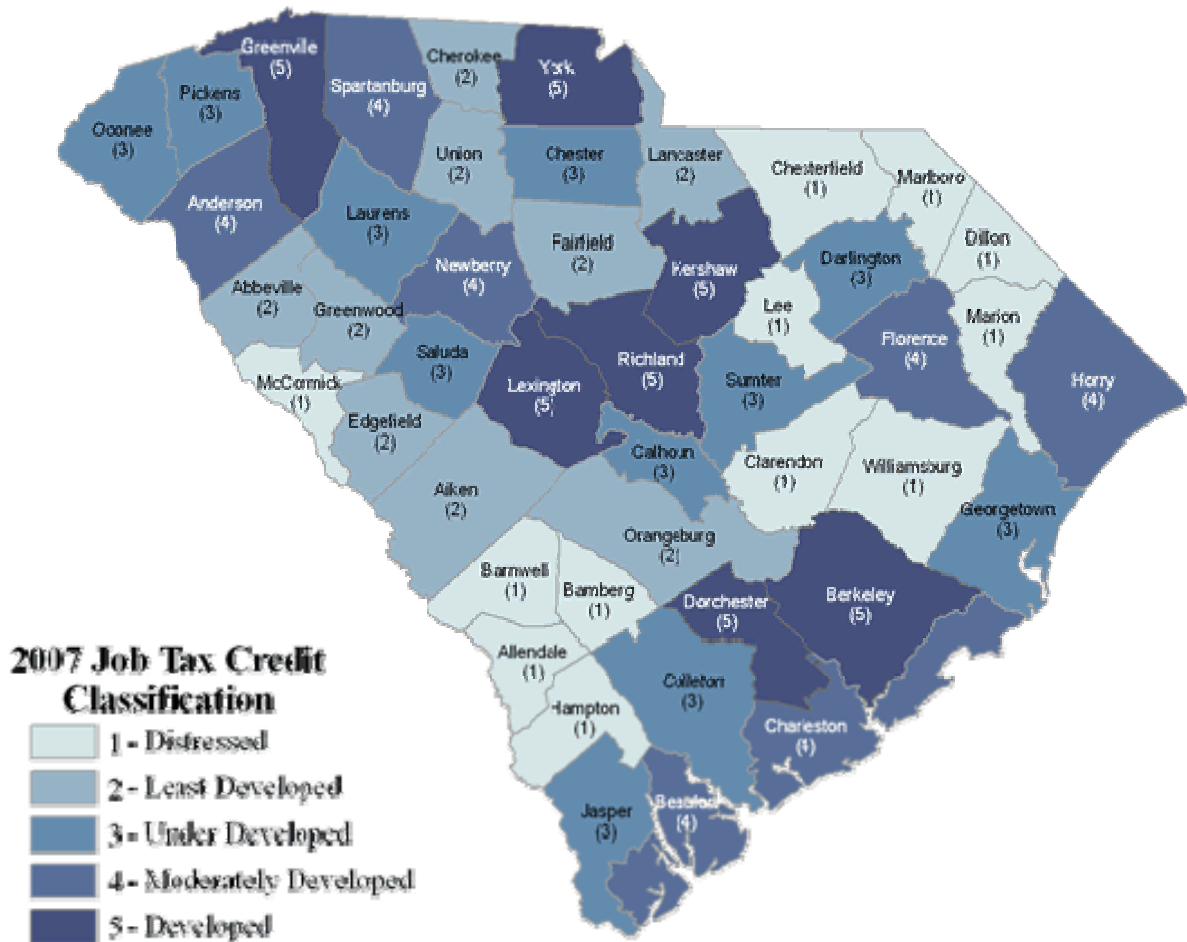 Greenville
(5)
Spartanburg
(4)
Cherokee
(2)
York
(5)
Pickens
(3)
Oconee
(3)
Union
(2)
Chester
(3)
Lancaster
(2)
Chesterfield
(1)
Marlboro
(1)
Anderson
(4)
Laurens
(3)
Dillon
(1)
Fairfield
(2)
Newberry
(4)
Kershaw
(5)
Darlington
(3)
Abbeville
(2)
Greenwood
(2)
Lee
(1)
Marion
(1)
Florence
(4)
Saluda
(3)
Richland
(5)
Horry
(4)
McCormick
(1)
Lexington
(5)
Sumter
(3)
Edgefield
(2)
Calhoun
(3)
Clarendon
(1)
Williamsburg
(1)
Aiken
(2)
Georgetown
(3)
Orangeburg
(2)
Barnwell
(1)
Bamberg
(1)
Dorchester
(5)
Berkeley
(5)
Allendale
(1)
Colleton
(3)
Hampton
(1)
Charleston
(4)
Jasper
(3)
Beaufort
(4)
2007 Job Tax Credit
Classification
1 - Distressed
2 - Least Developed
3 - Under Developed
4 - Moderately Developed
5 - Developed